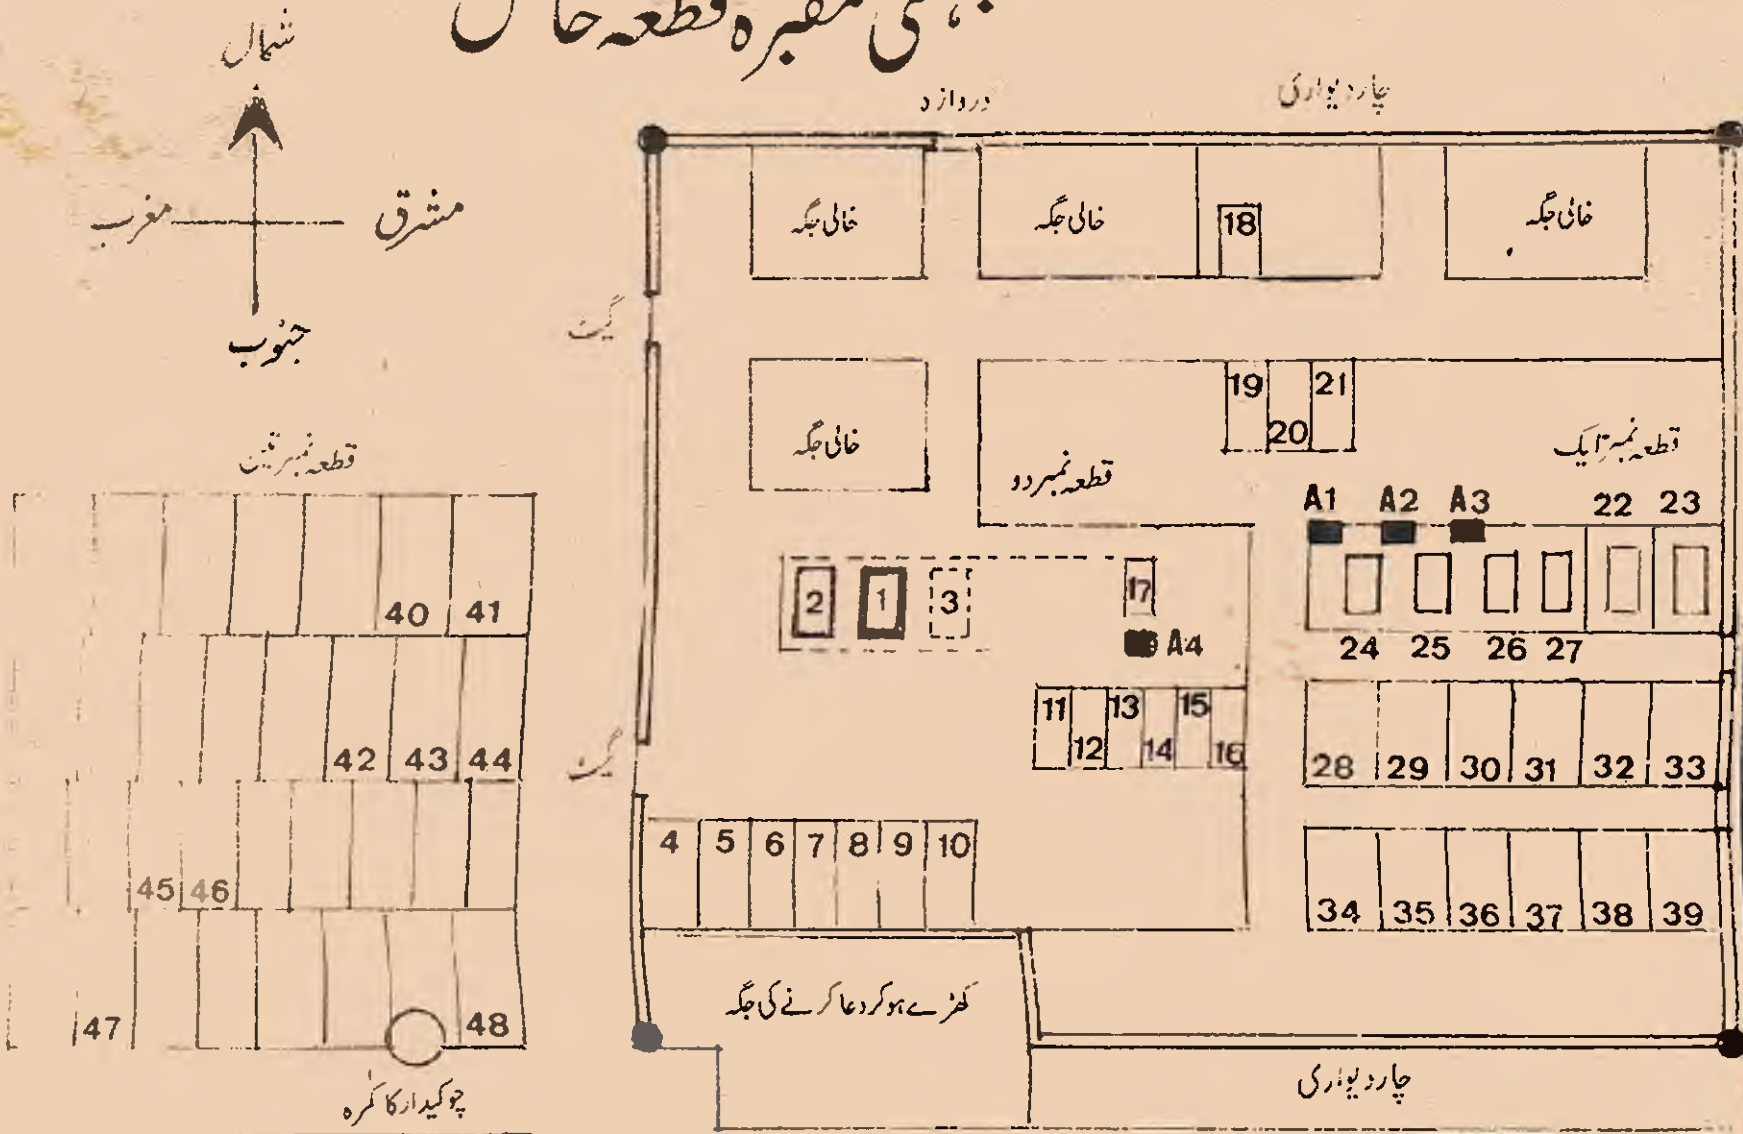 مقبرہ قطعہ خاص
شمال
دروازہ
چاردیواری
مغرب
مشرق
جنوب
خالی جگہ
خالی جگہ
18
خالی جگہ
گیٹ
خالی جگہ
19 20 21
قطعہ نمبر دو
قطعہ نمبر ایک
قطعہ نمبر تین
A1 A2 A3 22 23
2 1 3 17
A4
24 25 26 27
40 41
11 12 13 14 15 16
گیٹ
42 43 44
28 29 30 31 32 33
4 5 6 7 8 9 10
45 46
34 35 36 37 38 39
کھڑے ہوکر دعا کرنے کی جگہ
47 48
چوکیدار کا کمرہ
چاردیواری